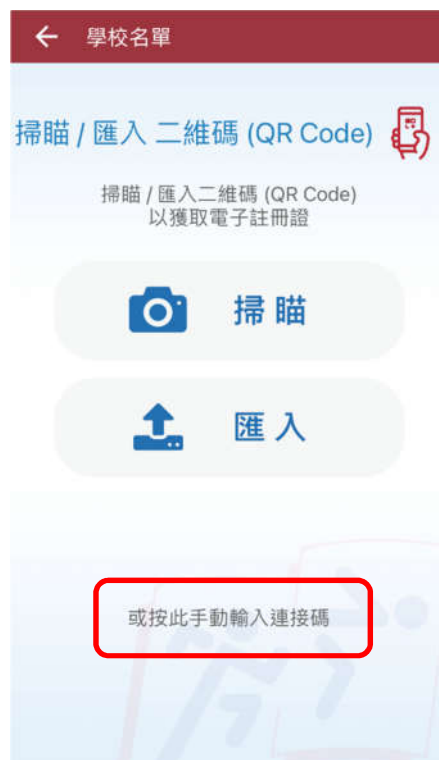 學校名單
掃瞄 / 匯入 二維碼 (QR Code)
掃瞄 / 匯入二維碼 (QR Code)
以獲取電子註冊證
掃瞄
匯入
或按此手動輸入連接碼